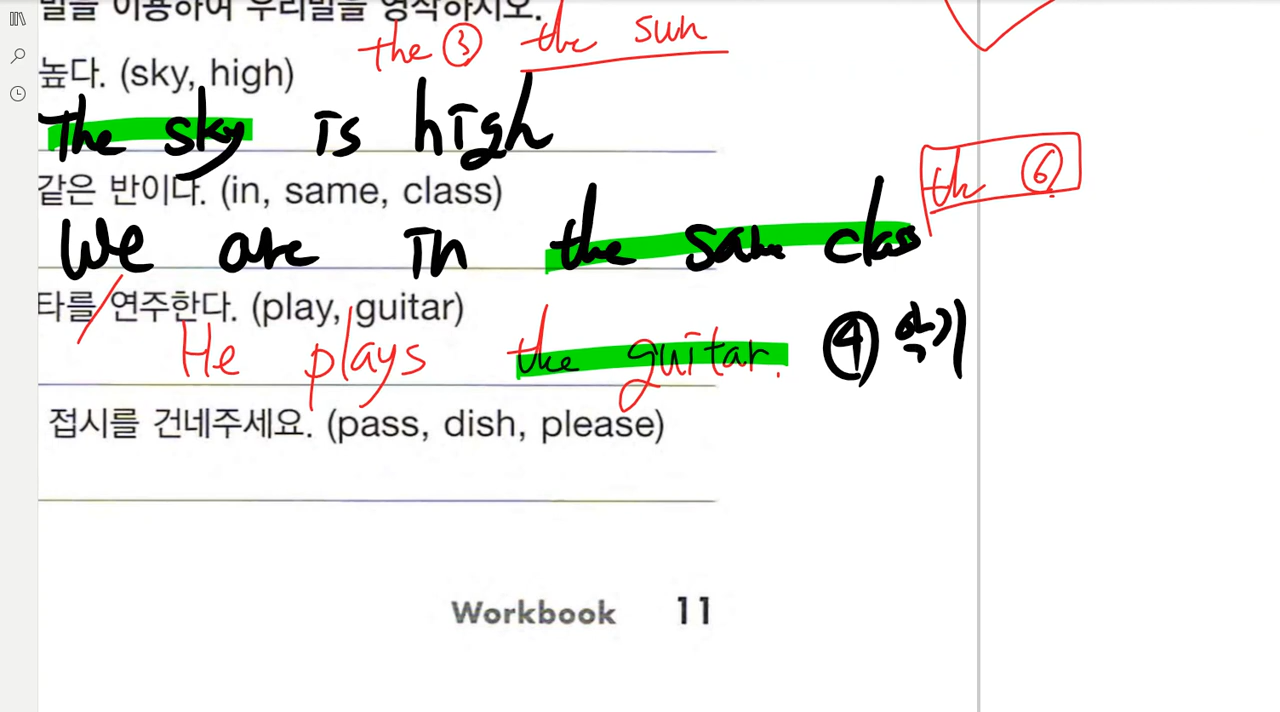 말을 이용하여 우리말을 영작하시오.
the ③ the sun
높다. (sky, high)
The sky is high
the ⑥
같은 반이다. (in, same, class)
We are in the same class
타를 연주한다. (play, guitar)
He plays the guitar. ④ 악기
접시를 건네주세요. (pass, dish, please)
Workbook 11